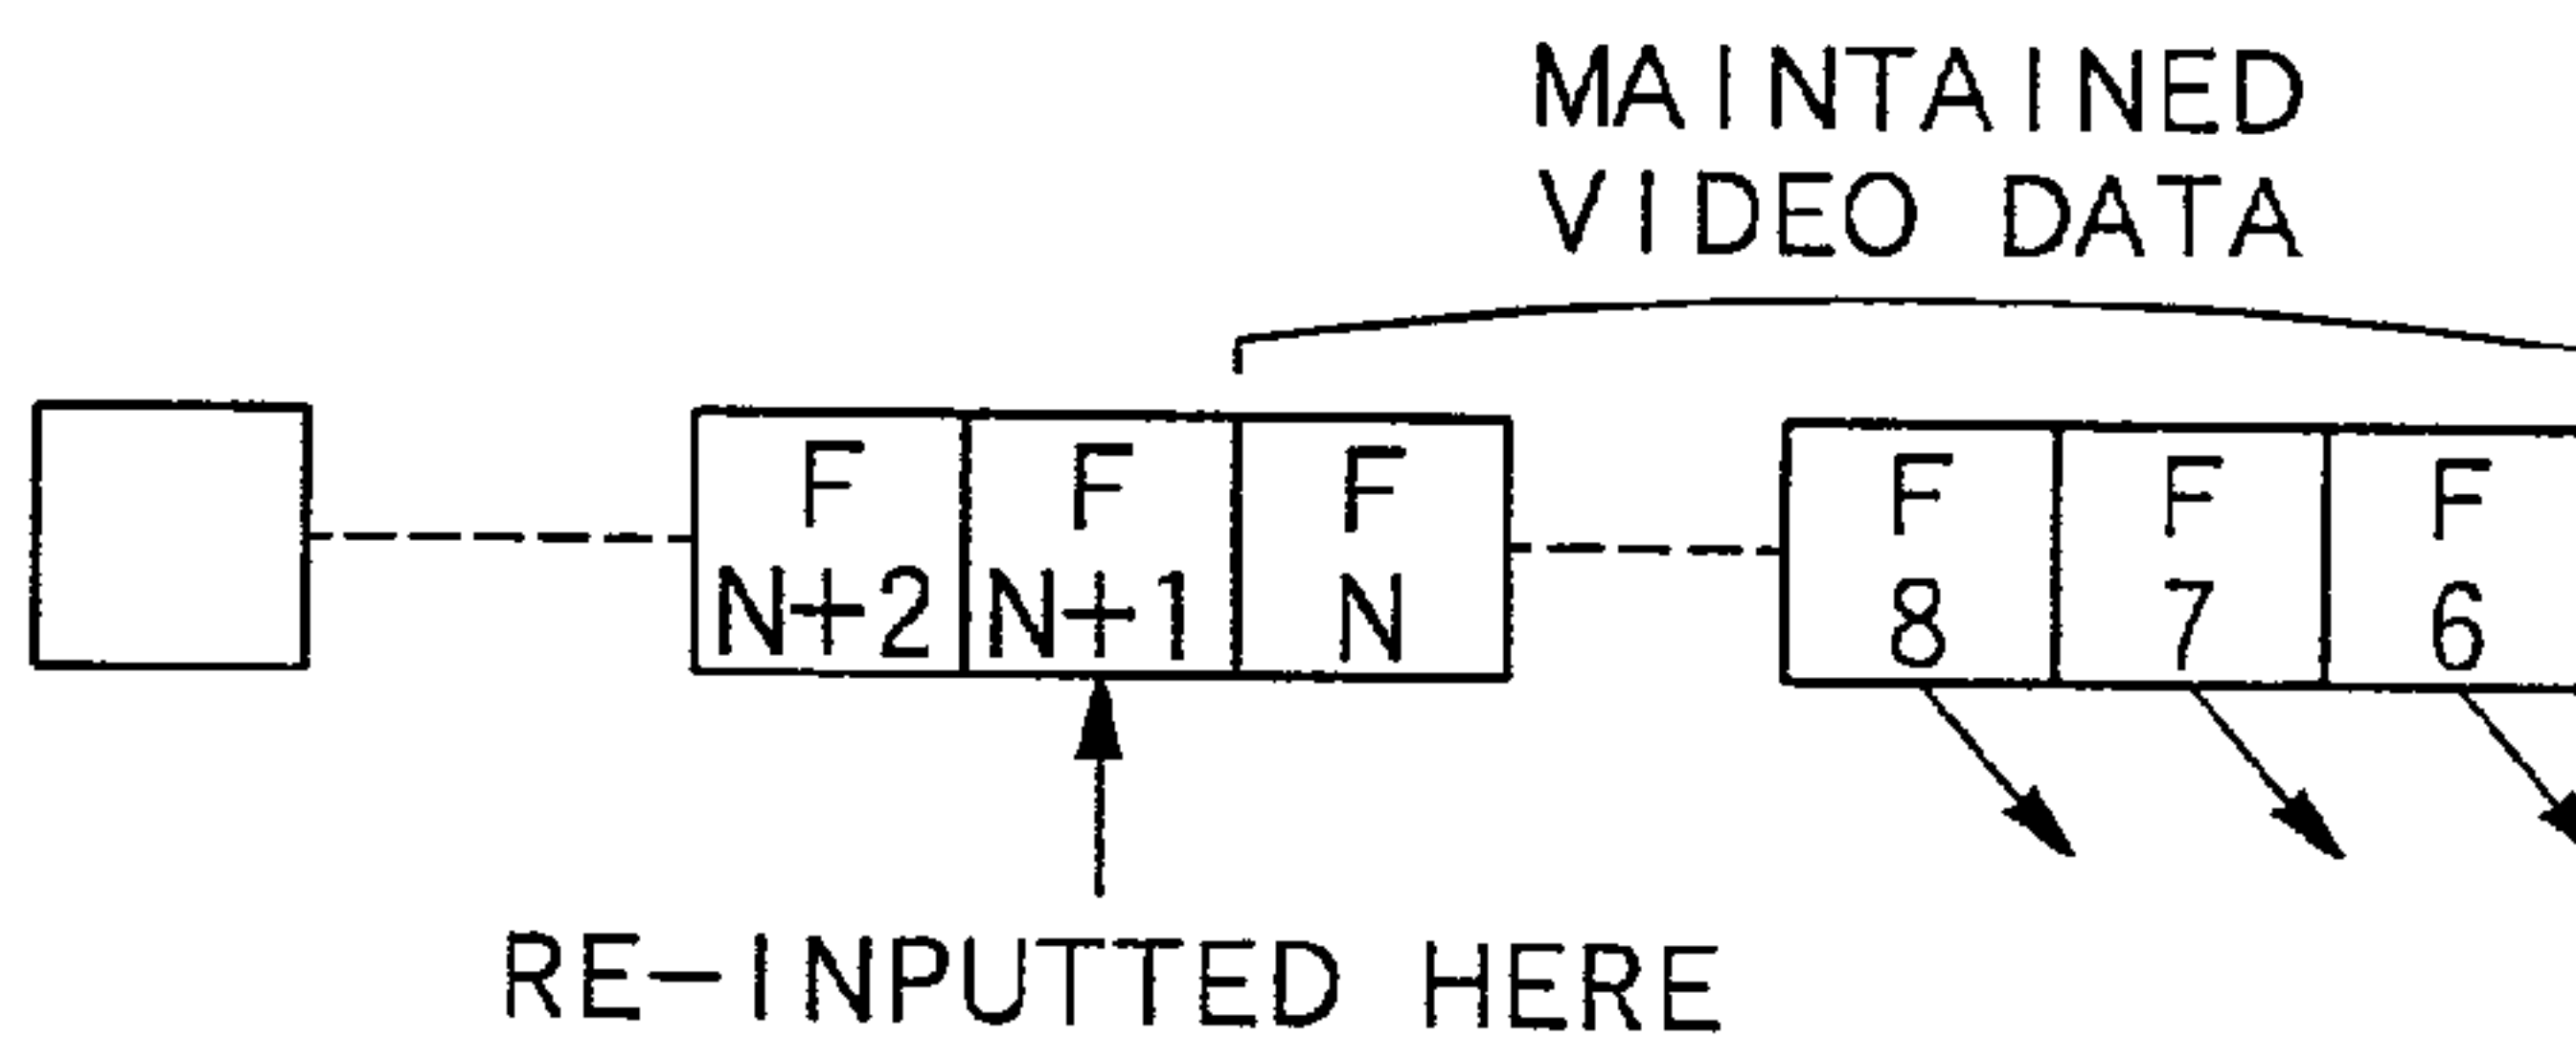 MAINTAINED
VIDEO DATA
F F F F F F
N+2 N+1 N 8 7 6
RE-INPUTTED HERE